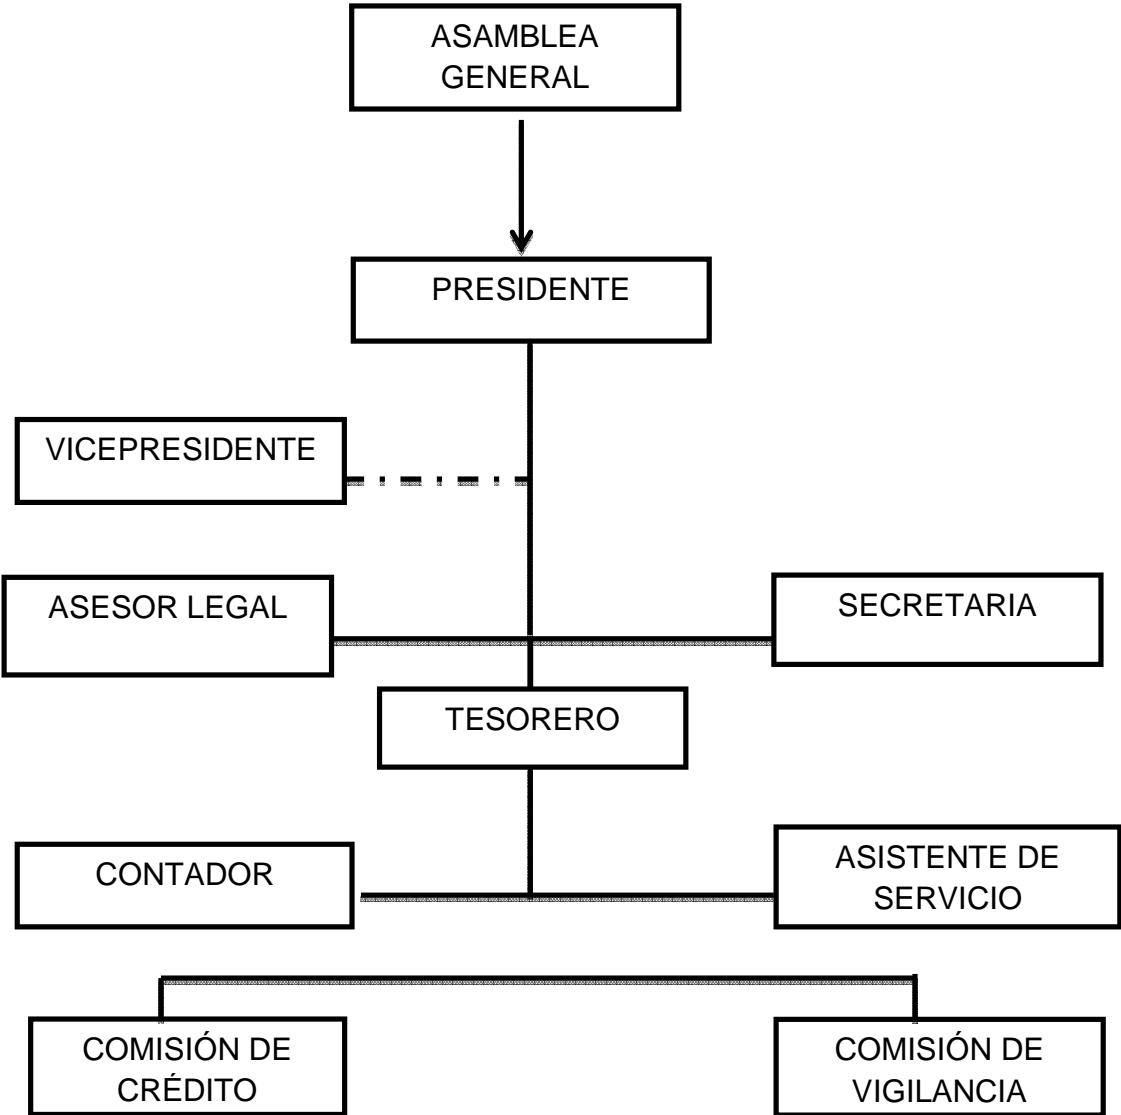 ASAMBLEA
GENERAL
PRESIDENTE
VICEPRESIDENTE
ASESOR LEGAL
SECRETARIA
TESORERO
CONTADOR
ASISTENTE DE
SERVICIO
COMISIÓN DE
CRÉDITO
COMISIÓN DE
VIGILANCIA